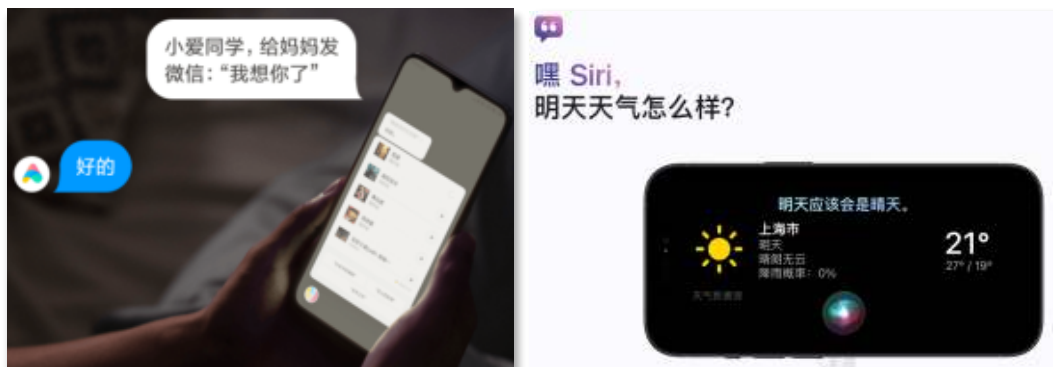 小爱同学，给妈妈发
微信：“我想你了”
好的
嘿 Siri，
明天天气怎么样?
明天应该会是晴天。
上海市
明天
晴朗无云
降雨概率：0%
21°
27° / 19°